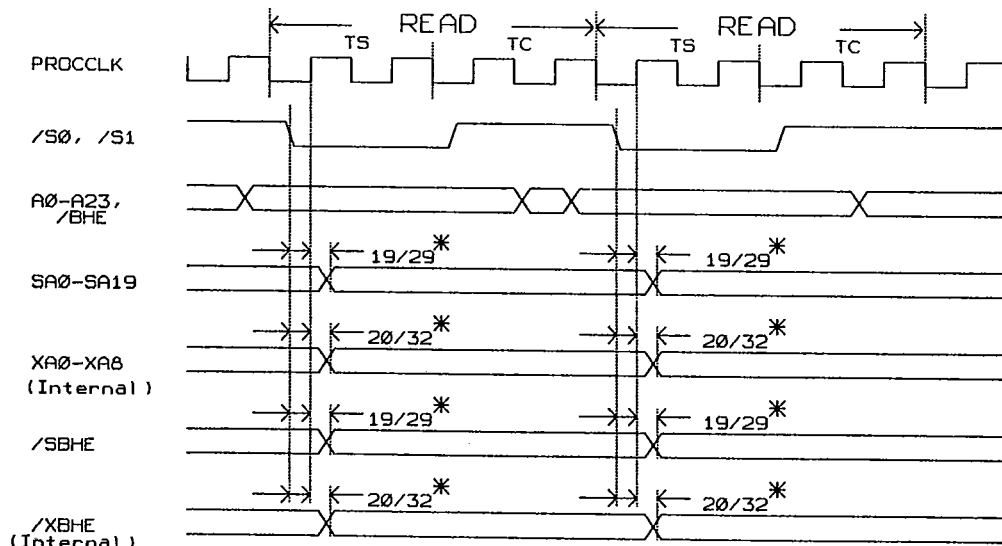 READ READ
TS TC TS TC
PROCCLK
/SØ, /S1
AØ-A23,
/BHE
19/29* 19/29*
SAØ-SA19
20/32* 20/32*
XAØ-XA8
(Internal)
19/29* 19/29*
/SBHE
20/32* 20/32*
/XBHE
(Internal)